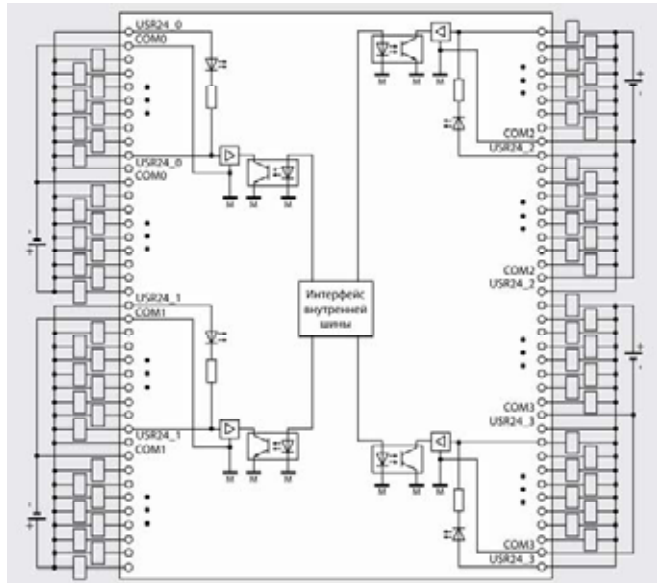 USR24_0
COM0
USR24_0
COM0
USR24_1
COM1
USR24_1
COM1
M
M
M
M
M
M
Интерфейс
внутренней
шины
M
M
M
COM2
USR24_2
COM2
USR24_2
COM3
USR24_3
M
M
M
COM3
USR24_3
- +
- +
+ -
+ -